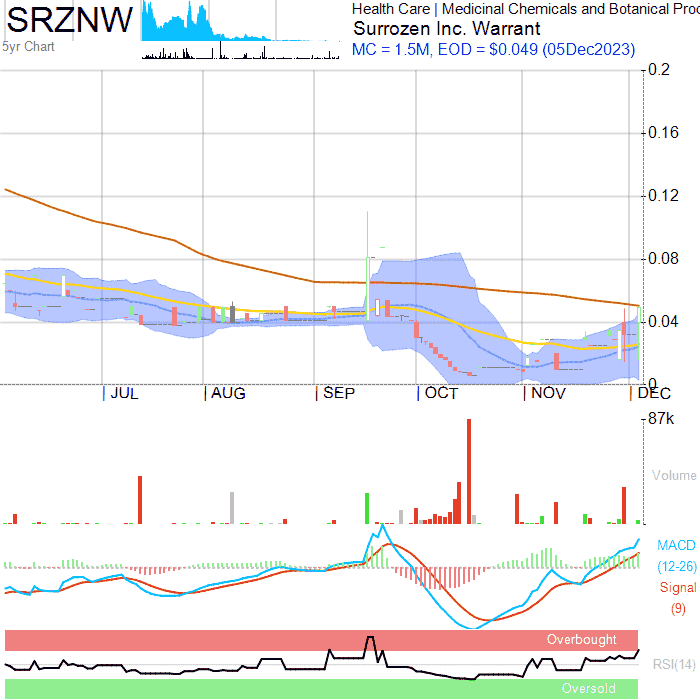 SRZNW
5yr Chart
Health Care | Medicinal Chemicals and Botanical Proc
Surrozen Inc. Warrant
MC = 1.5M, EOD = $0.049 (05Dec2023)
0.2
0.16
0.12
0.08
0.04
0
JUL AUG SEP OCT NOV DEC
87k
Volume
MACD
(12-26)
Signal
(9)
Overbought
RSI(14)
Oversold